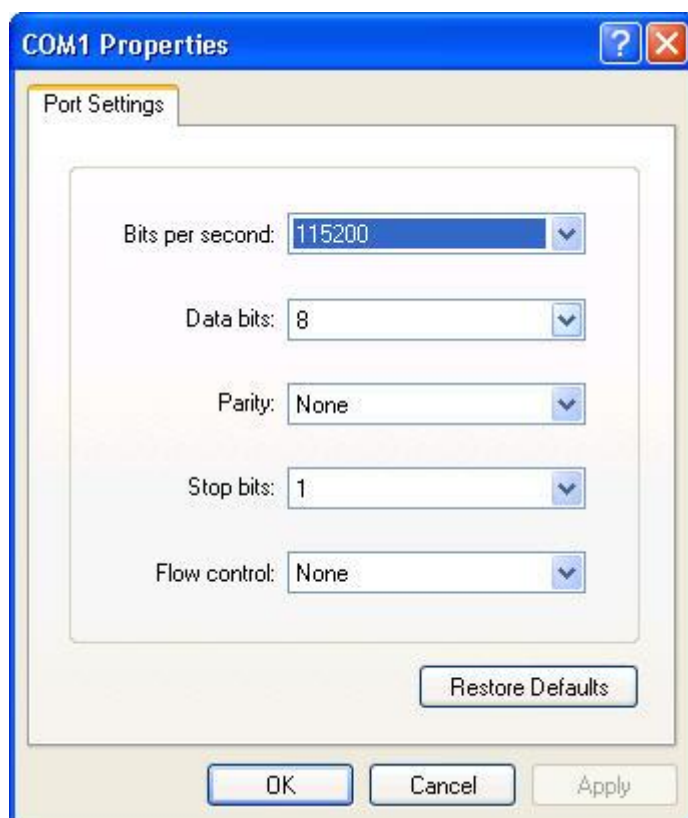 COM1 Properties
Port Settings
Bits per second: 115200
Data bits: 8
Parity: None
Stop bits: 1
Flow control: None
Restore Defaults
OK Cancel Apply